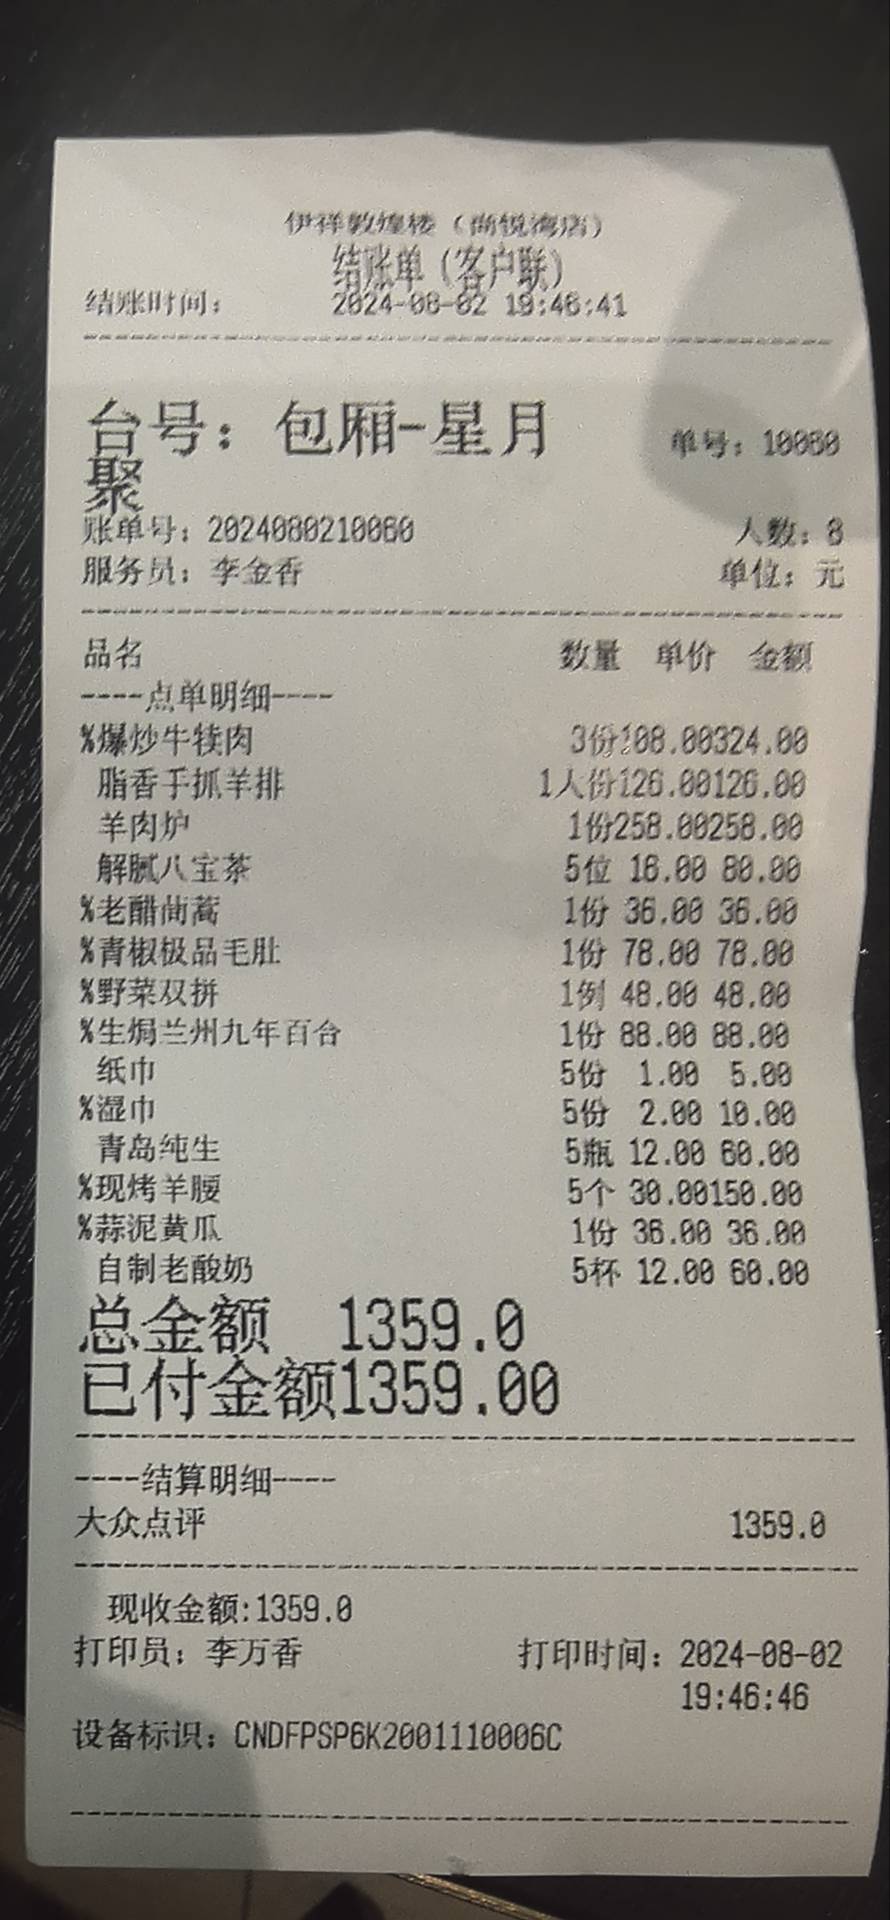 伊祥敦煌楼（尚悦湾店）
结账单（客户联）
结账时间： 2024-08-02 19:46:41
台号：包厢-星月聚 单号：10060
账单号：2024080210060 人数：8
服务员：李金香 单位：元
品名 数量 单价 金额
----点单明细----
%爆炒牛犊肉 3份108.00324.00
脂香手抓羊排 1人份126.00126.00
羊肉炉 1份258.00258.00
解腻八宝茶 5位 16.00 80.00
%老醋茼蒿 1份 36.00 36.00
%青椒极品毛肚 1份 78.00 78.00
%野菜双拼 1例 48.00 48.00
%生焗兰州九年百合 1份 88.00 88.00
纸巾 5份 1.00 5.00
%湿巾 5份 2.00 10.00
青岛纯生 5瓶 12.00 60.00
%现烤羊腰 5个 30.00150.00
%蒜泥黄瓜 1份 36.00 36.00
自制老酸奶 5杯 12.00 60.00
总金额 1359.0
已付金额1359.00
----结算明细----
大众点评 1359.0
现收金额:1359.0
打印员：李万香 打印时间：2024-08-02
19:46:46
设备标识：CNDFPSP6K2001110006C